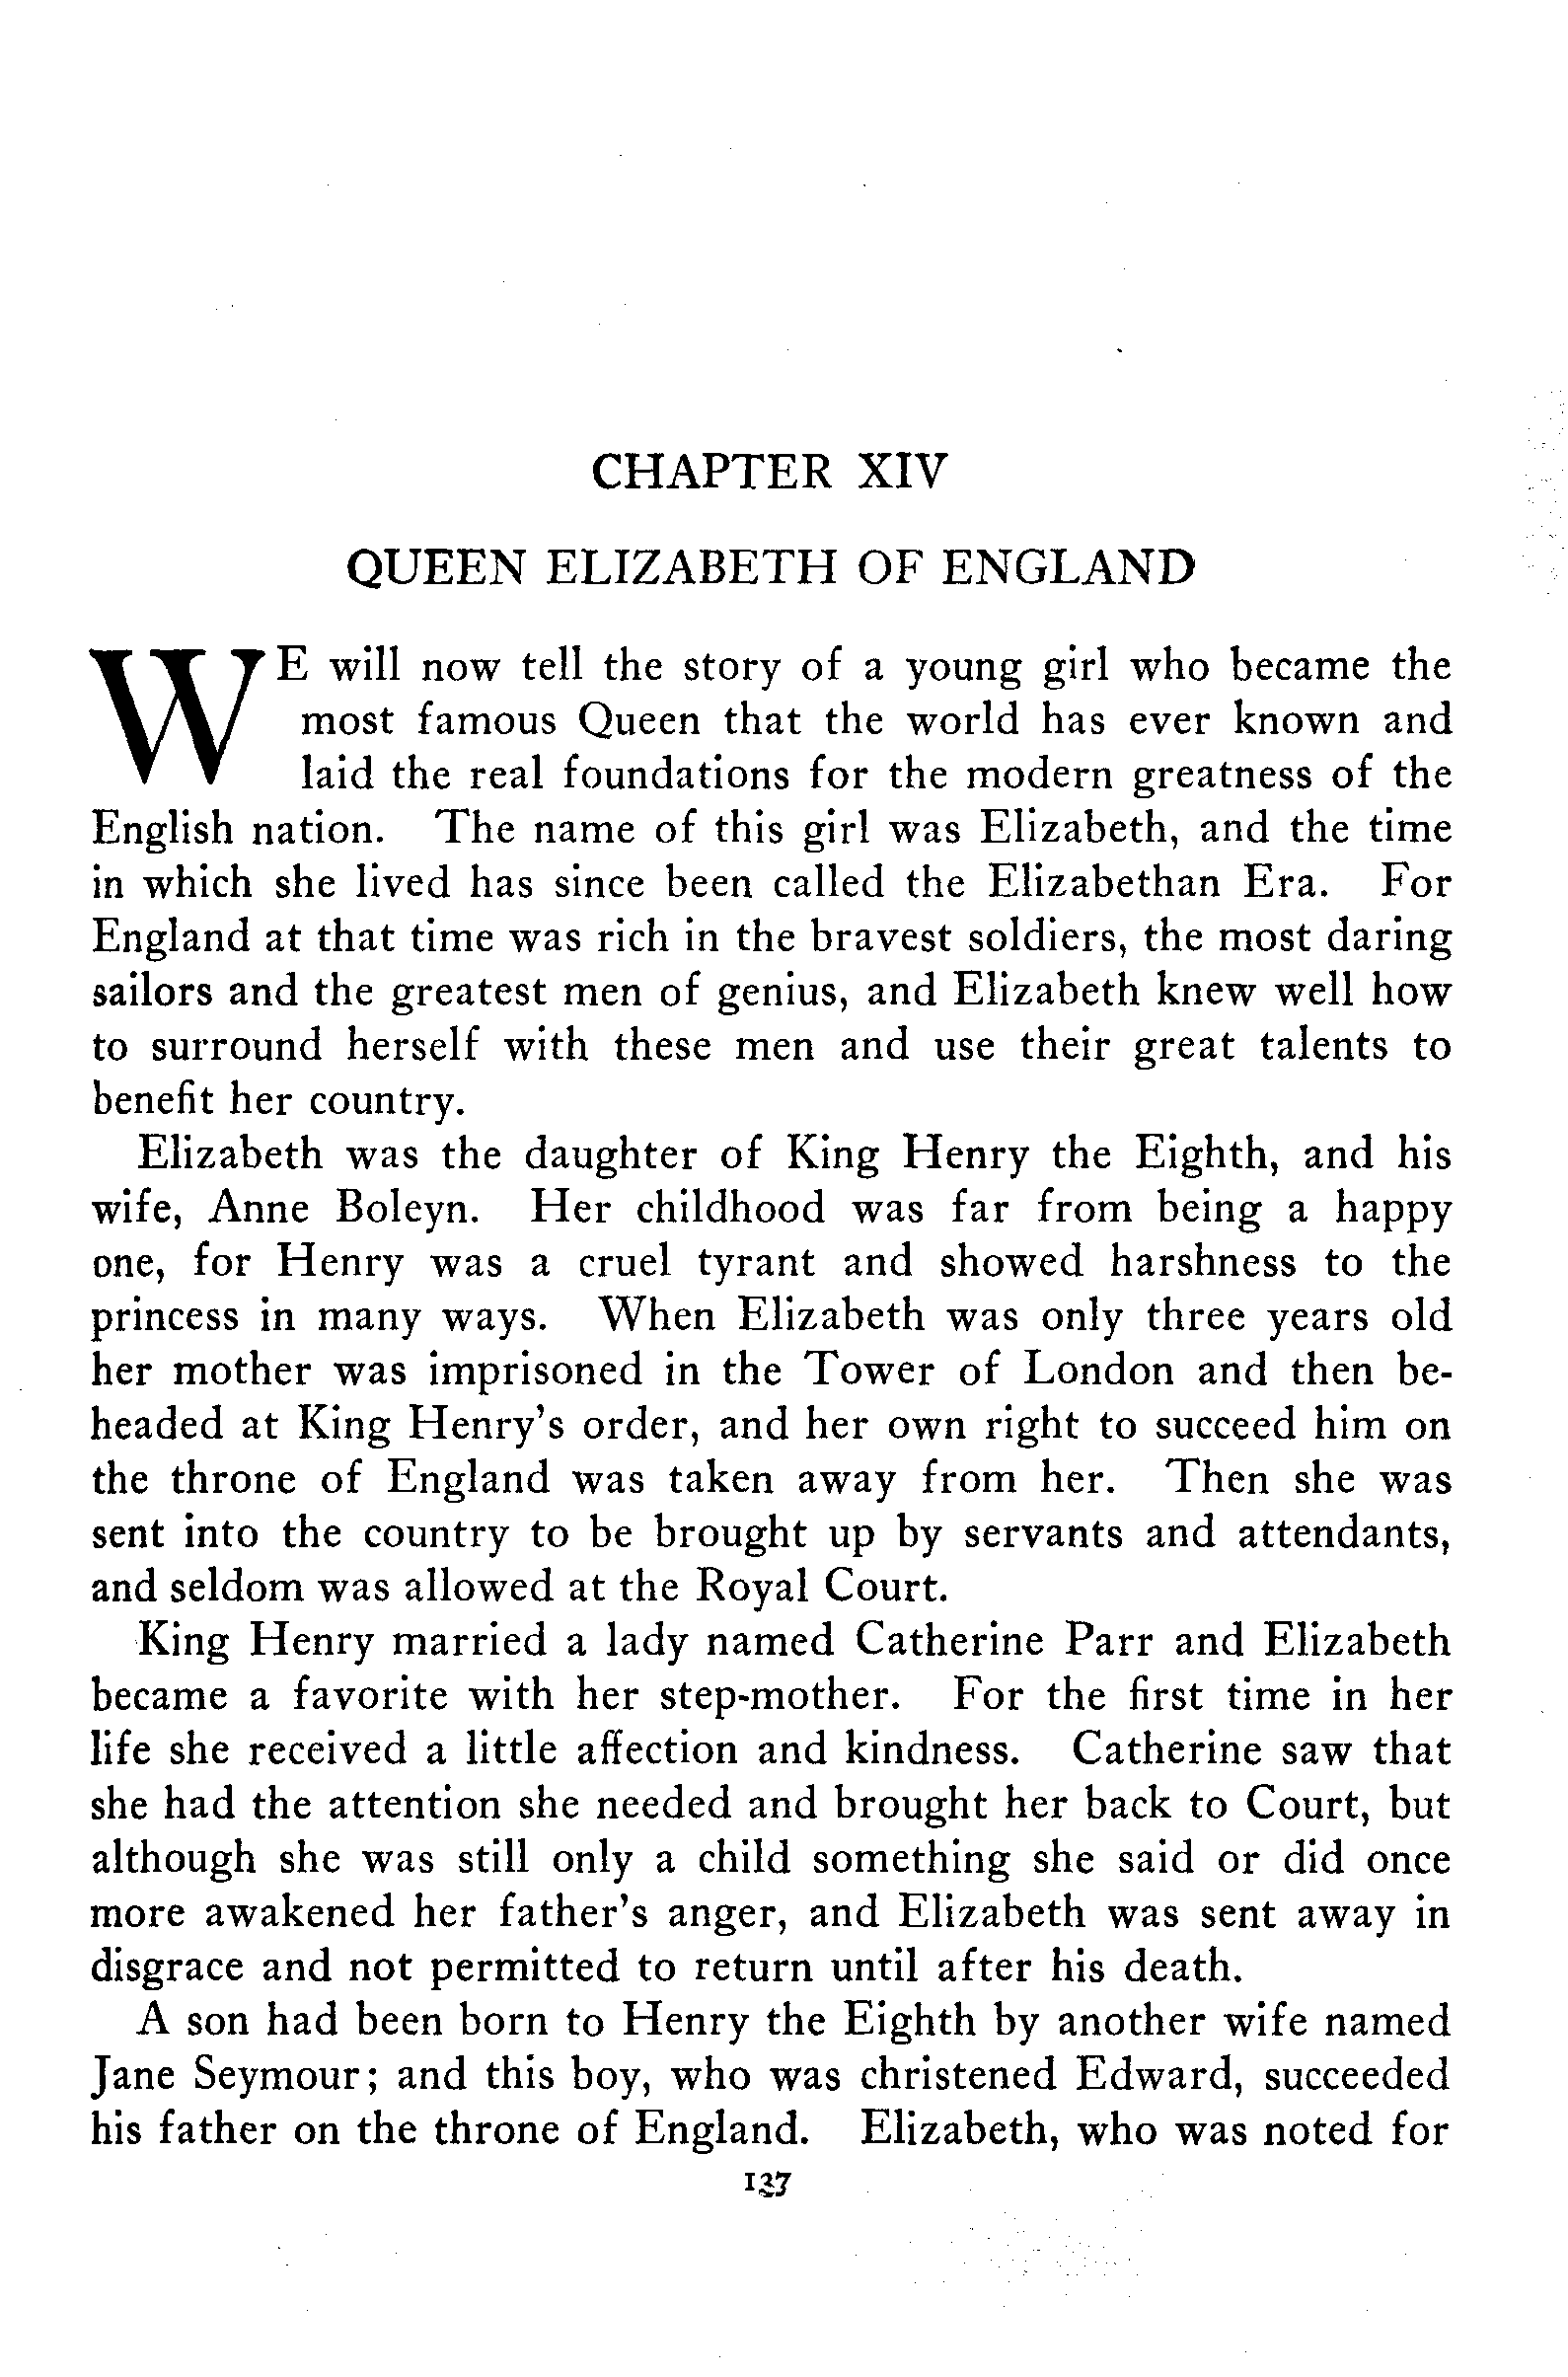 CHAPTER XIV
QUEEN ELIZABETH OF ENGLAND
WE will now tell the story of a young girl who became the
most famous Queen that the world has ever known and
laid the real foundations for the modern greatness of the
English nation. The name of this girl was Elizabeth, and the time
in which she lived has since been called the Elizabethan Era. For
England at that time was rich in the bravest soldiers, the most daring
sailors and the greatest men of genius, and Elizabeth knew well how
to surround herself with these men and use their great talents to
benefit her country.
Elizabeth was the daughter of King Henry the Eighth, and his
wife, Anne Boleyn. Her childhood was far from being a happy
one, for Henry was a cruel tyrant and showed harshness to the
princess in many ways. When Elizabeth was only three years old
her mother was imprisoned in the Tower of London and then be-
headed at King Henry's order, and her own right to succeed him on
the throne of England was taken away from her. Then she was
sent into the country to be brought up by servants and attendants,
and seldom was allowed at the Royal Court.
King Henry married a lady named Catherine Parr and Elizabeth
became a favorite with her step-mother. For the first time in her
life she received a little affection and kindness. Catherine saw that
she had the attention she needed and brought her back to Court, but
although she was still only a child something she said or did once
more awakened her father's anger, and Elizabeth was sent away in
disgrace and not permitted to return until after his death.
A son had been born to Henry the Eighth by another wife named
Jane Seymour; and this boy, who was christened Edward, succeeded
his father on the throne of England. Elizabeth, who was noted for
137